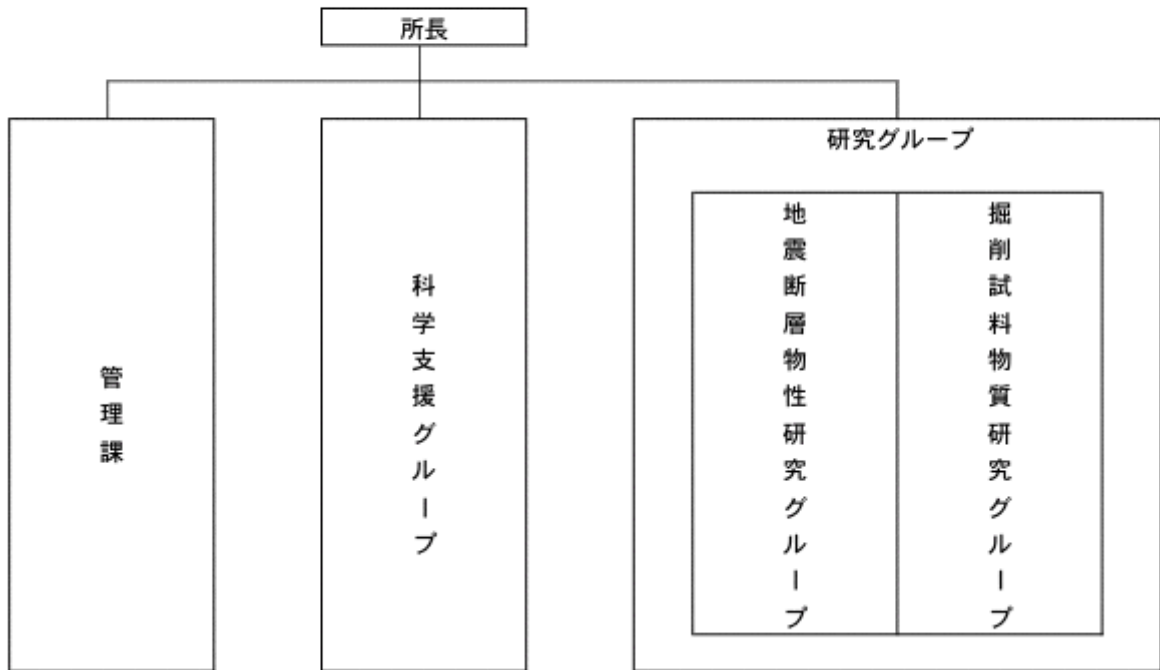 所長
管理課
科学支援グループ
研究グループ
地震断層物性研究グループ
掘削試料物質研究グループ